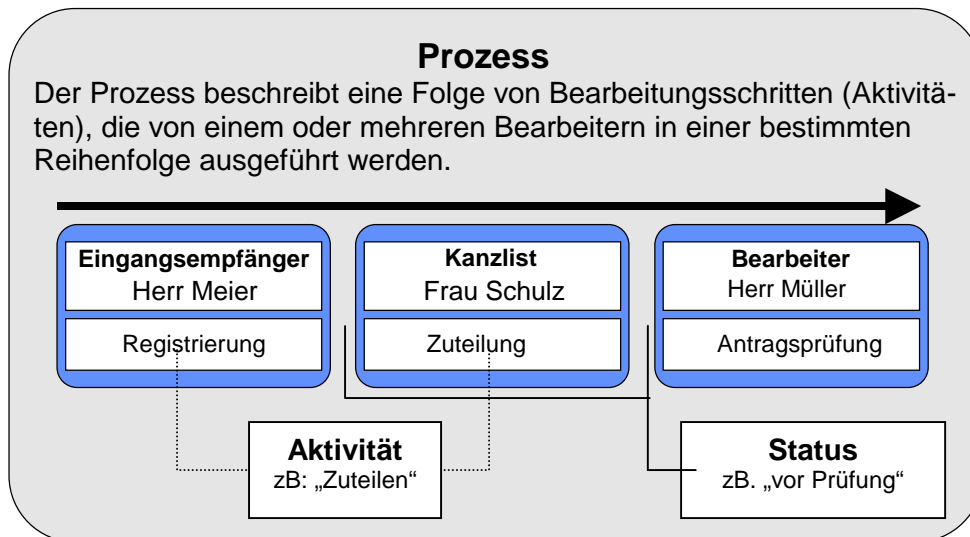 Prozess
Der Prozess beschreibt eine Folge von Bearbeitungsschritten (Aktivitä-
ten), die von einem oder mehreren Bearbeitern in einer bestimmten
Reihenfolge ausgeführt werden.
Eingangsempfänger
Herr Meier
Registrierung
Kanzlist
Frau Schulz
Zuteilung
Bearbeiter
Herr Müller
Antragsprüfung
Aktivität
zB: „Zuteilen“
Status
zB. „vor Prüfung“